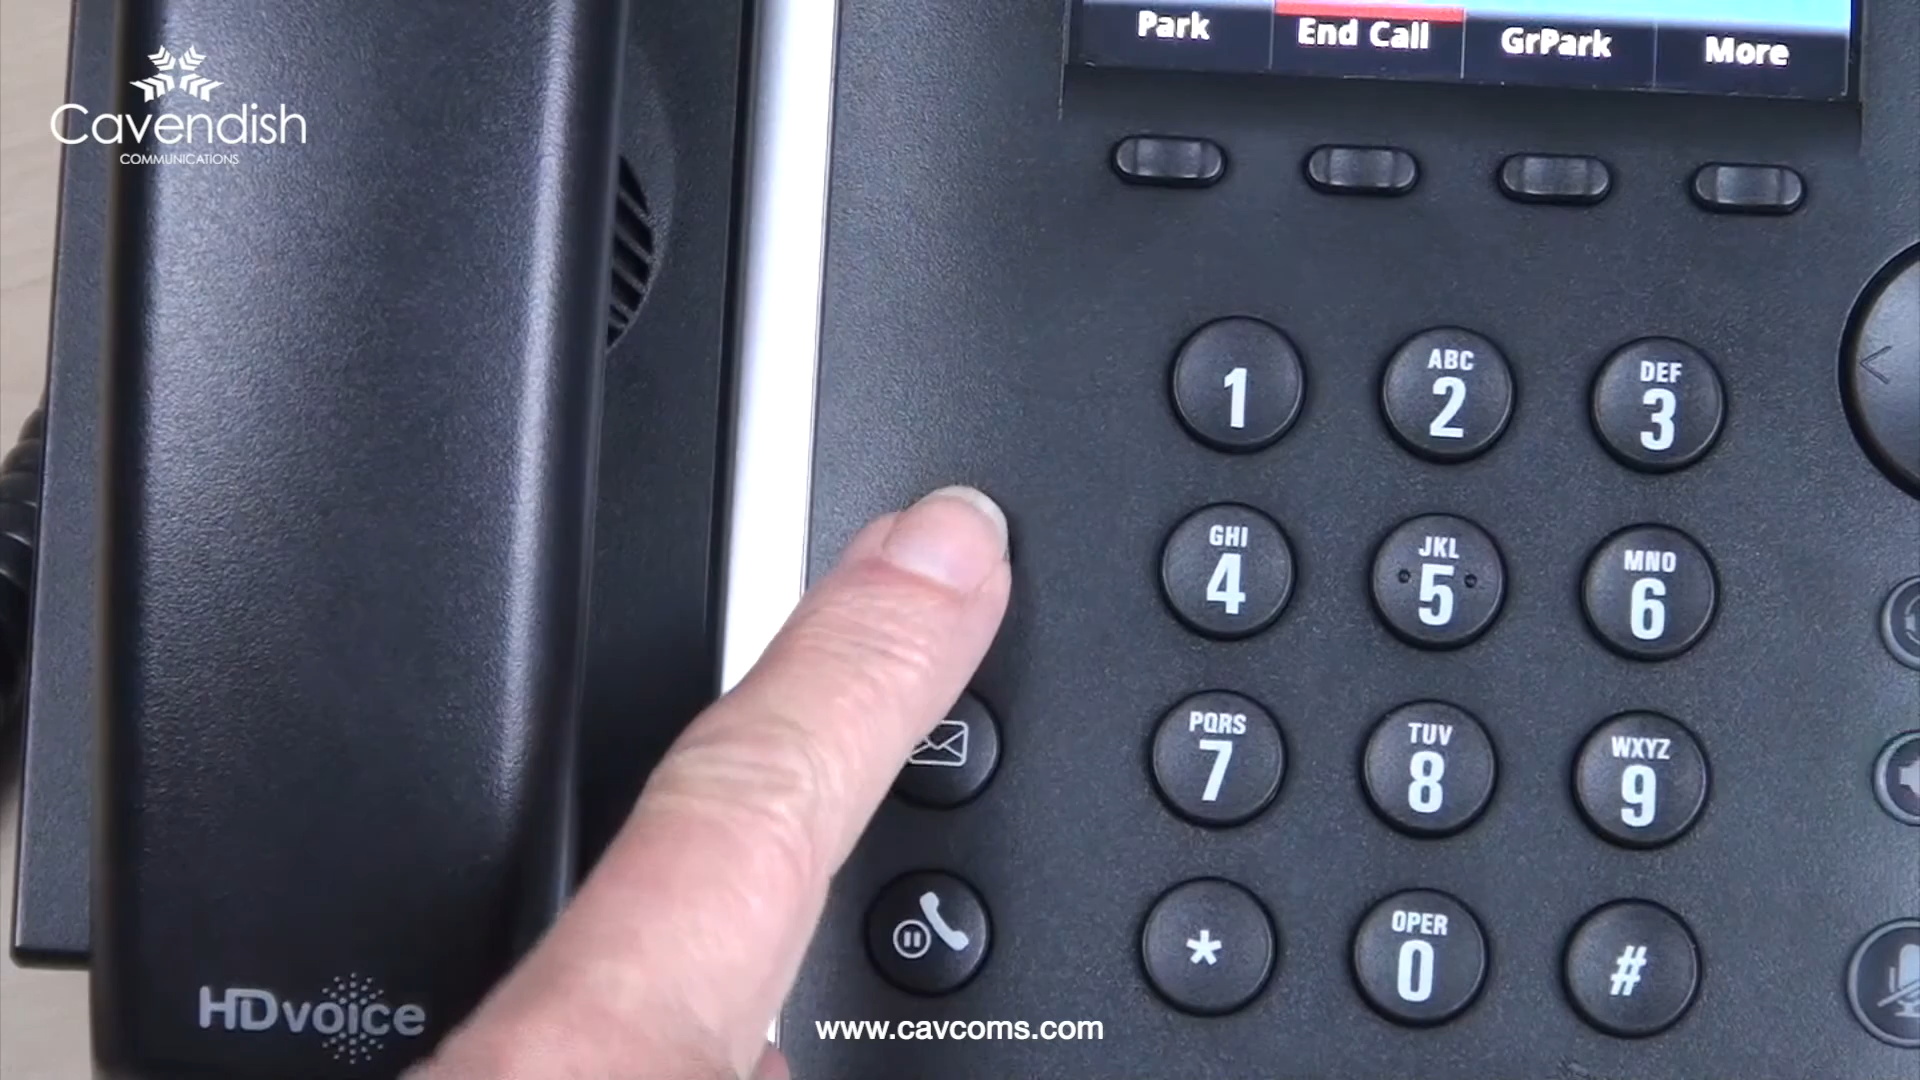 Cavendish
COMMUNICATIONS
Park
End Call
GrPark
More
1
ABC
2
DEF
3
GHI
4
JKL
5
MNO
6
PQRS
7
TUV
8
WXYZ
9
*
OPER
0
#
HDvoice
www.cavcoms.com